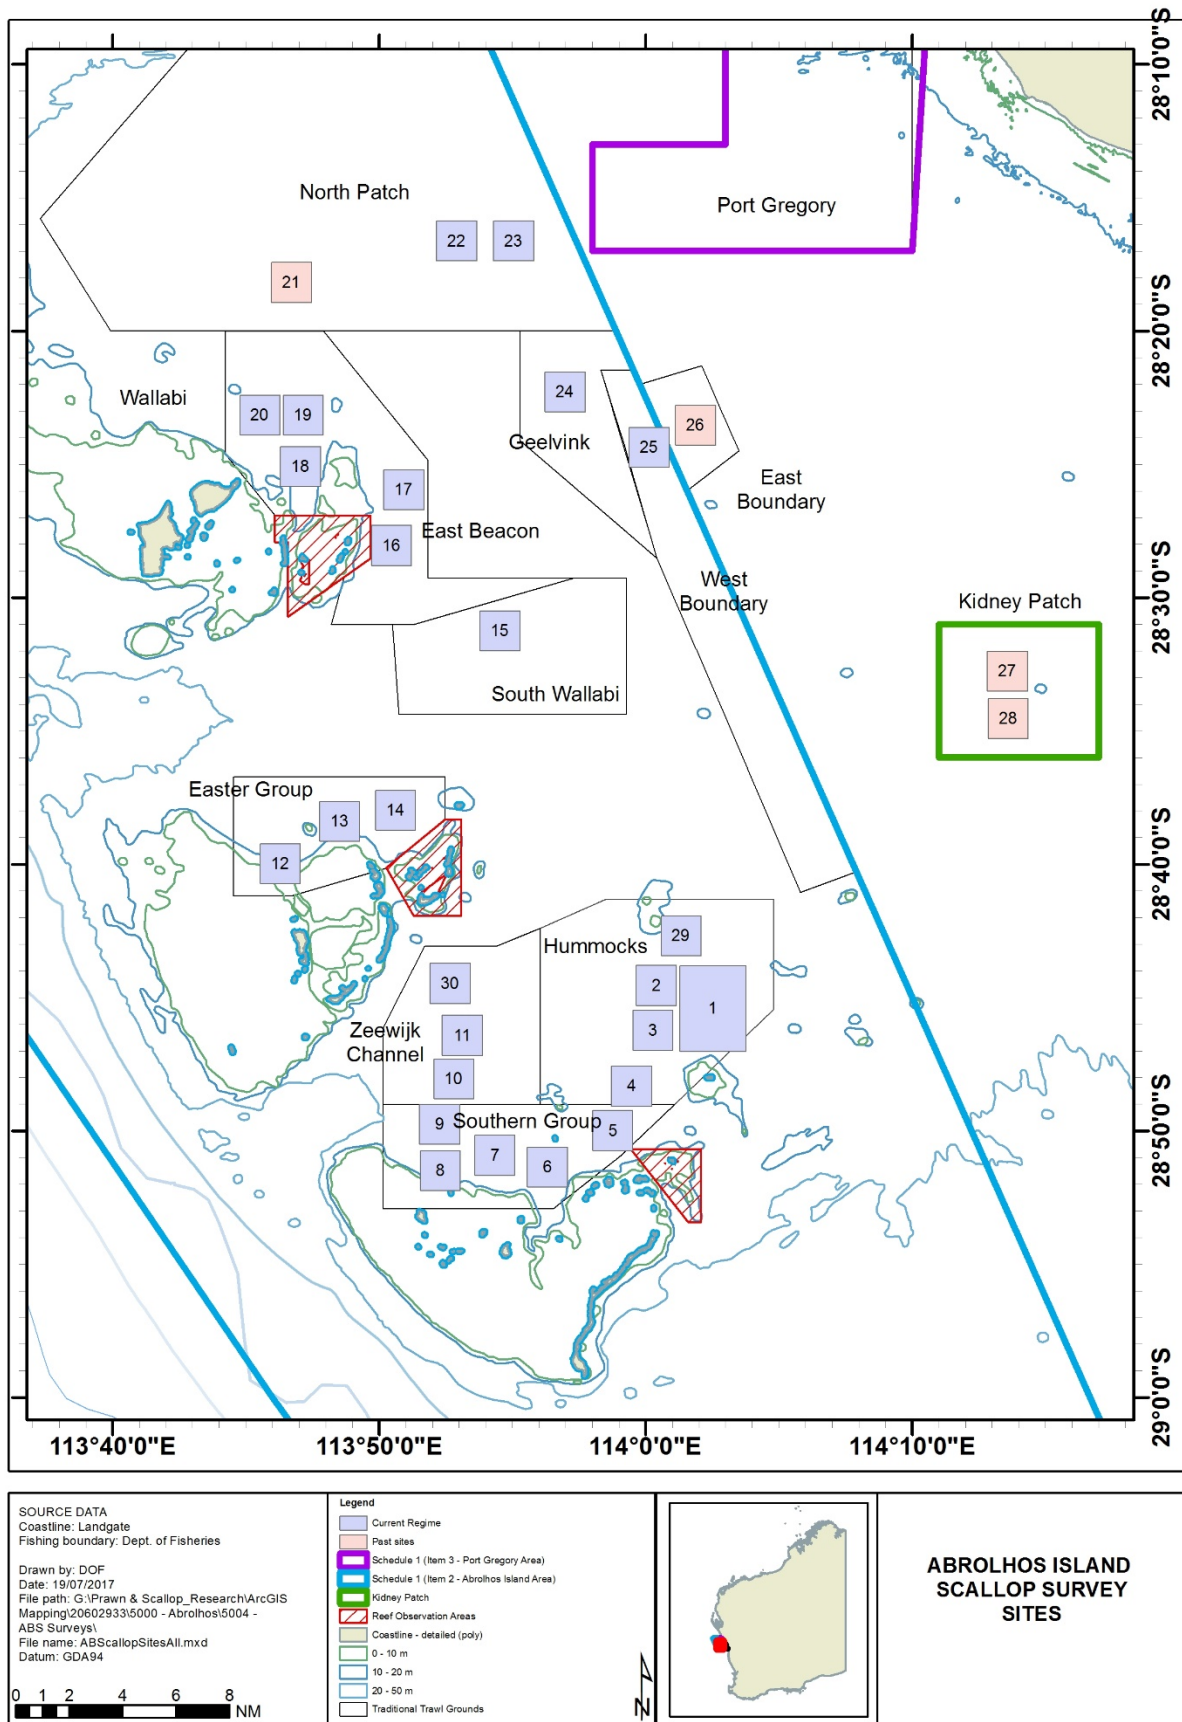 28°10'0"S
North Patch
Port Gregory
22
23
21
28°20'0"S
Wallabi
24
20
19
26
Geelvink
25
18
East
Boundary
17
East Beacon
16
West
Boundary
28°30'0"S
Kidney Patch
15
27
South Wallabi
28
Easter Group
14
13
12
28°40'0"S
Hummocks
29
30
2
1
Zeewijk
Channel
11
3
10
4
9
Southern Group
5
28°50'0"S
7
8
6
29°0'0"S
113°40'0"E
113°50'0"E
114°0'0"E
114°10'0"E
SOURCE DATA
Coastline: Landgate
Fishing boundary: Dept. of Fisheries
Drawn by: DOF
Date: 19/07/2017
File path: G:\Prawn & Scallop_Research\ArcGIS
Mapping\20602933\5000 - Abrolhos\5004 -
ABS Surveys\
File name: ABScallopSitesAll.mxd
Datum: GDA94
0 1 2 4 6 8
NM
Legend
Current Regime
Past sites
Schedule 1 (Item 3 - Port Gregory Area)
Schedule 1 (Item 2 - Abrolhos Island Area)
Kidney Patch
Reef Observation Areas
Coastline - detailed (poly)
0 - 10 m
10 - 20 m
20 - 50 m
Traditional Trawl Grounds
N
ABROLHOS ISLAND
SCALLOP SURVEY
SITES